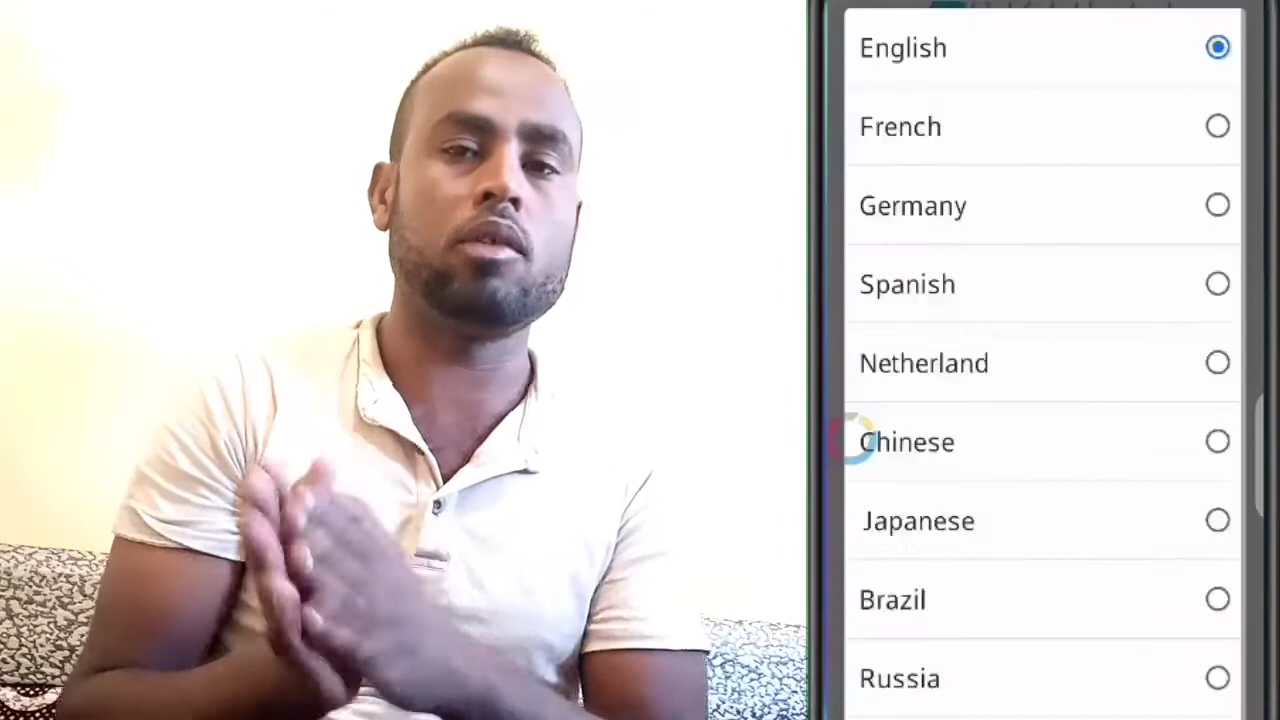 English
French
Germany
Spanish
Netherland
Chinese
Japanese
Brazil
Russia